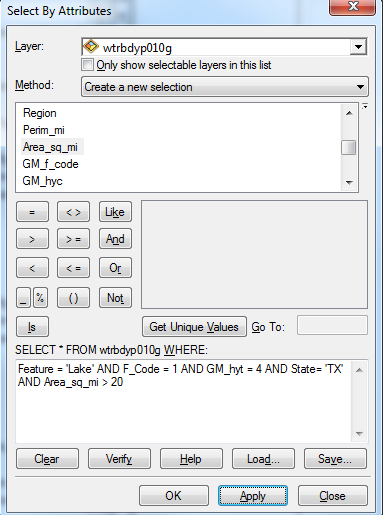 Select By Attributes
Layer: wtrbdyp010g
Only show selectable layers in this list
Method: Create a new selection
Region
Perim_mi
Area_sq_mi
GM_f_code
GM_hyc
= < > Like
> > = And
< < = Or
_ % ( ) Not
Is Get Unique Values Go To:
SELECT * FROM wtrbdyp010g WHERE:
Feature = 'Lake' AND F_Code = 1 AND GM_hyt = 4 AND State= 'TX'
AND Area_sq_mi > 20
Clear Verify Help Load... Save...
OK Apply Close